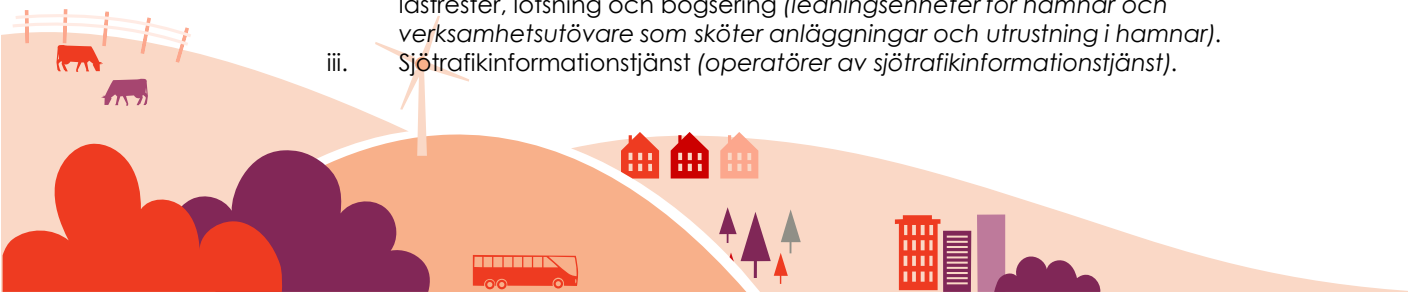 lastrester, lotsning och bogsering (ledningsenheter för hamnar och
verksamhetsutövare som sköter anläggningar och utrustning i hamnar).
iii. Sjötrafikinformationstjänst (operatörer av sjötrafikinformationstjänst).